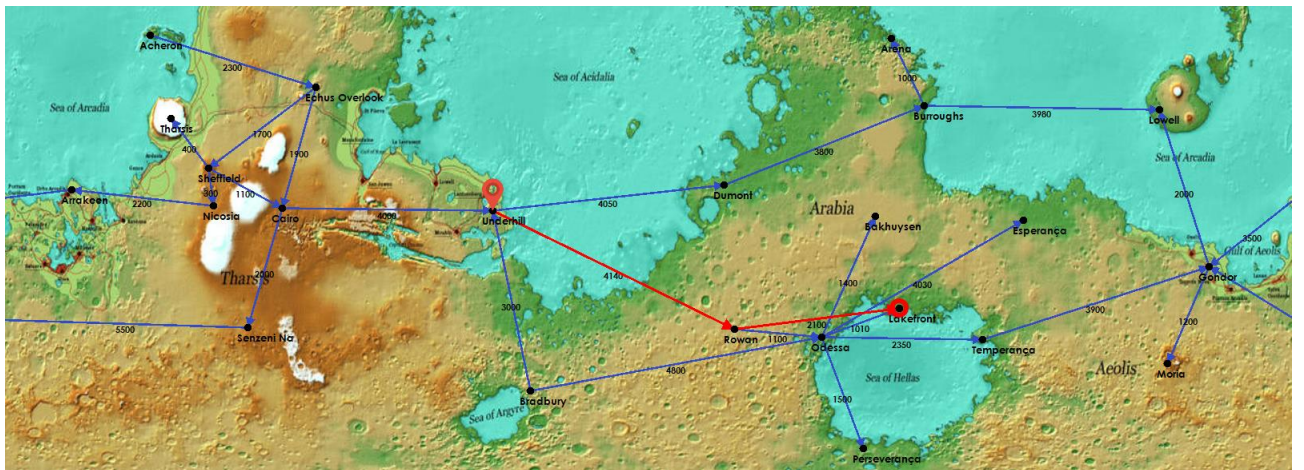 Acheron
2300
Echus Overlook
Sea of Acidalia
Arena
1000
Sea of Arcadia
Tharsis
1700
1900
Burroughs
3980
Lowell
400
Sheffield
3800
Sea of Arcadia
Arrakeen
2200
300
1100
Nicosia
Cairo
4000
Underhill
4050
Dumont
Arabia
Bakhuysen
Esperança
2000
3500
Gulf of Aeolis
Gondor
Tharsis
2000
3000
4140
1400
4030
3900
1200
5500
Senzeni Na
Rowan
1100
2100
1010
Lakefront
Odessa
2350
Temperança
Sea of Hellas
Aeolis
Moria
4800
Bradbury
Sea of Argyre
1500
Perseverança
Lowell